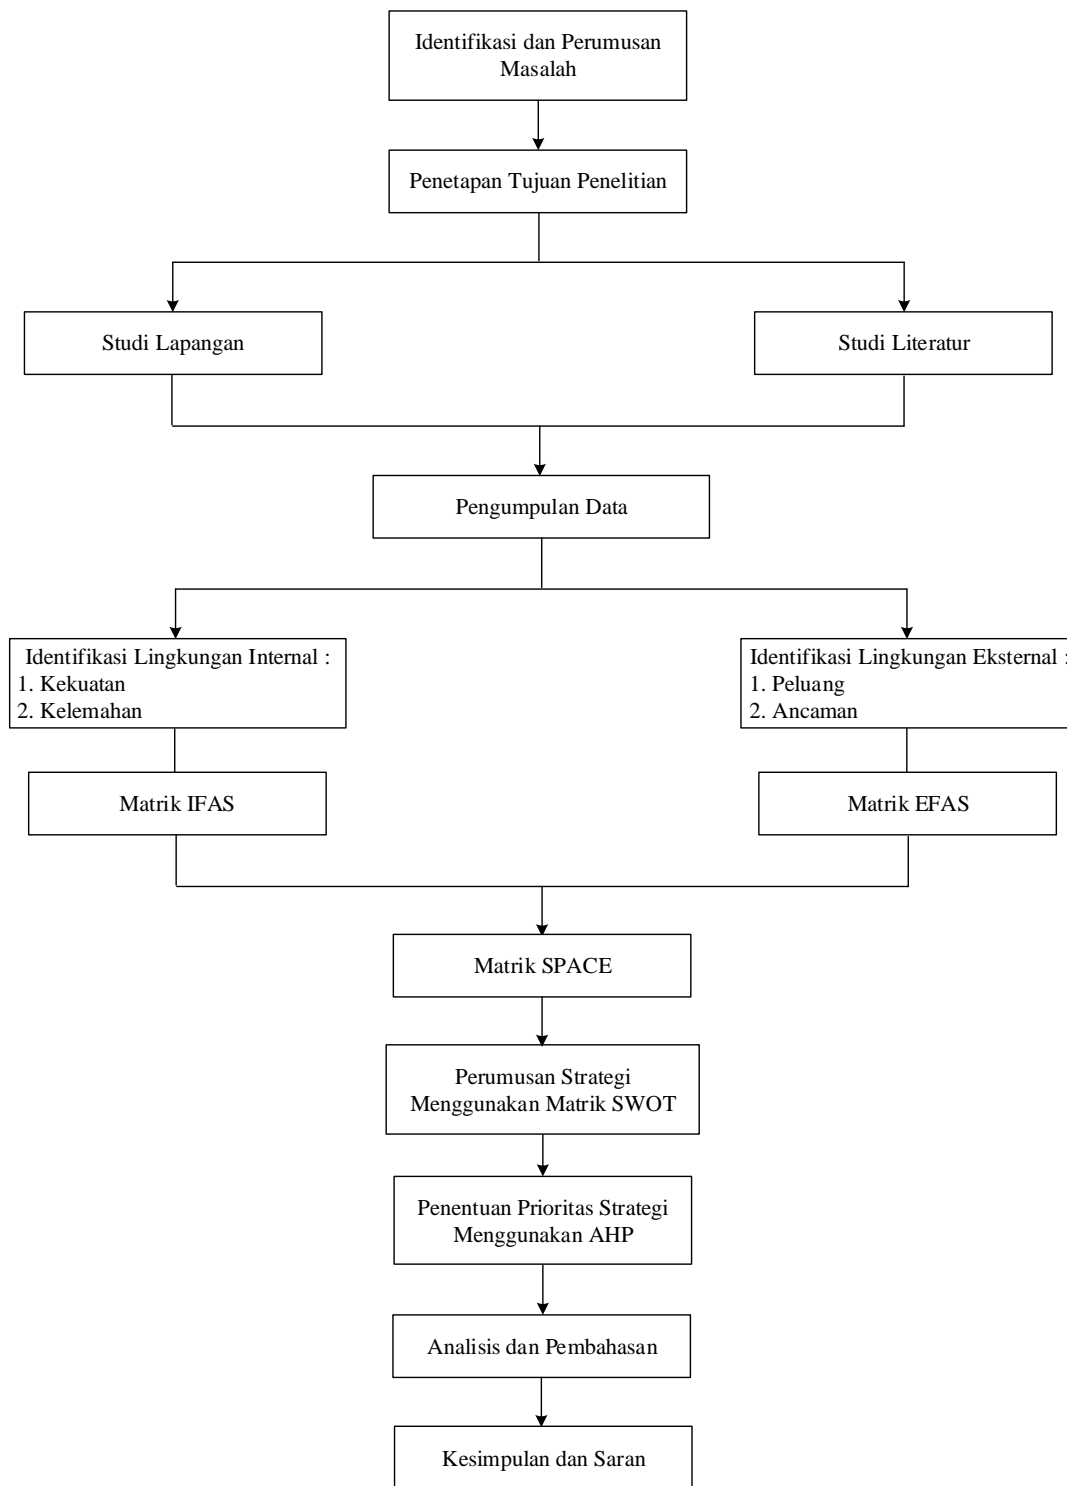 Identifikasi dan Perumusan
Masalah
Penetapan Tujuan Penelitian
Studi Lapangan
Studi Literatur
Pengumpulan Data
Identifikasi Lingkungan Internal :
1. Kekuatan
2. Kelemahan
Identifikasi Lingkungan Eksternal :
1. Peluang
2. Ancaman
Matrik IFAS
Matrik EFAS
Matrik SPACE
Perumusan Strategi
Menggunakan Matrik SWOT
Penentuan Prioritas Strategi
Menggunakan AHP
Analisis dan Pembahasan
Kesimpulan dan Saran